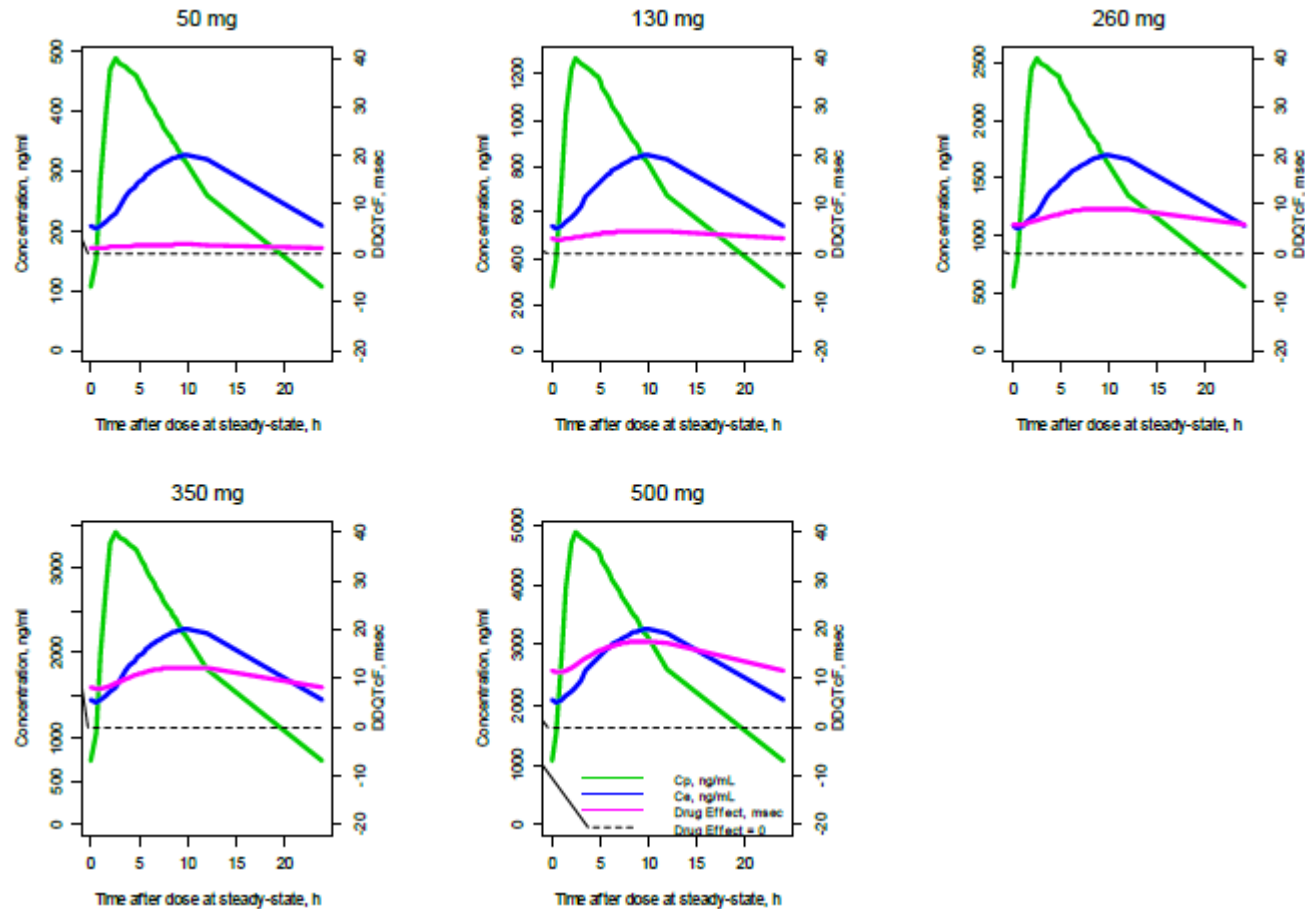 50 mg
130 mg
260 mg
Concentration, ng/ml
0 100 200 300 400 500
DDQTcF, msec
-20 -10 0 10 20 30 40
0 5 10 15 20
Time after dose at steady-state, h
Concentration, ng/ml
0 200 400 600 800 1000 1200
DDQTcF, msec
-20 -10 0 10 20 30 40
0 5 10 15 20
Time after dose at steady-state, h
Concentration, ng/ml
0 500 1000 1500 2000 2500
DDQTcF, msec
-20 -10 0 10 20 30 40
0 5 10 15 20
Time after dose at steady-state, h
350 mg
500 mg
Concentration, ng/ml
0 500 1000 2000 3000
DDQTcF, msec
-20 -10 0 10 20 30 40
0 5 10 15 20
Time after dose at steady-state, h
Concentration, ng/ml
0 1000 2000 3000 4000 5000
DDQTcF, msec
-20 -10 0 10 20 30 40
Cp, ng/mL
Ce, ng/mL
Drug Effect, msec
Drug Effect = 0
0 5 10 15 20
Time after dose at steady-state, h